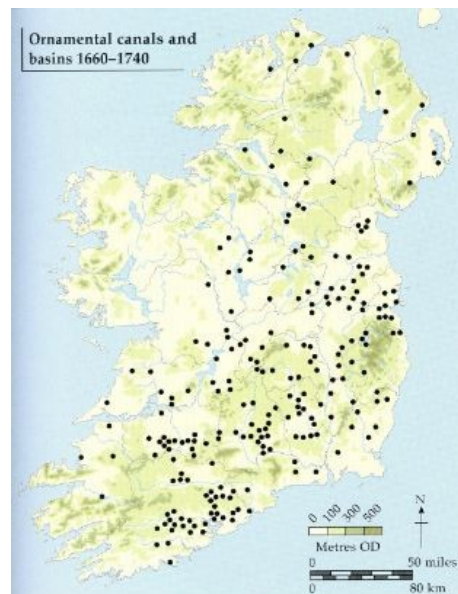 Ornamental canals and
basins 1660–1740
N
0 100 300 500
Metres OD
0 50 miles
0 80 km